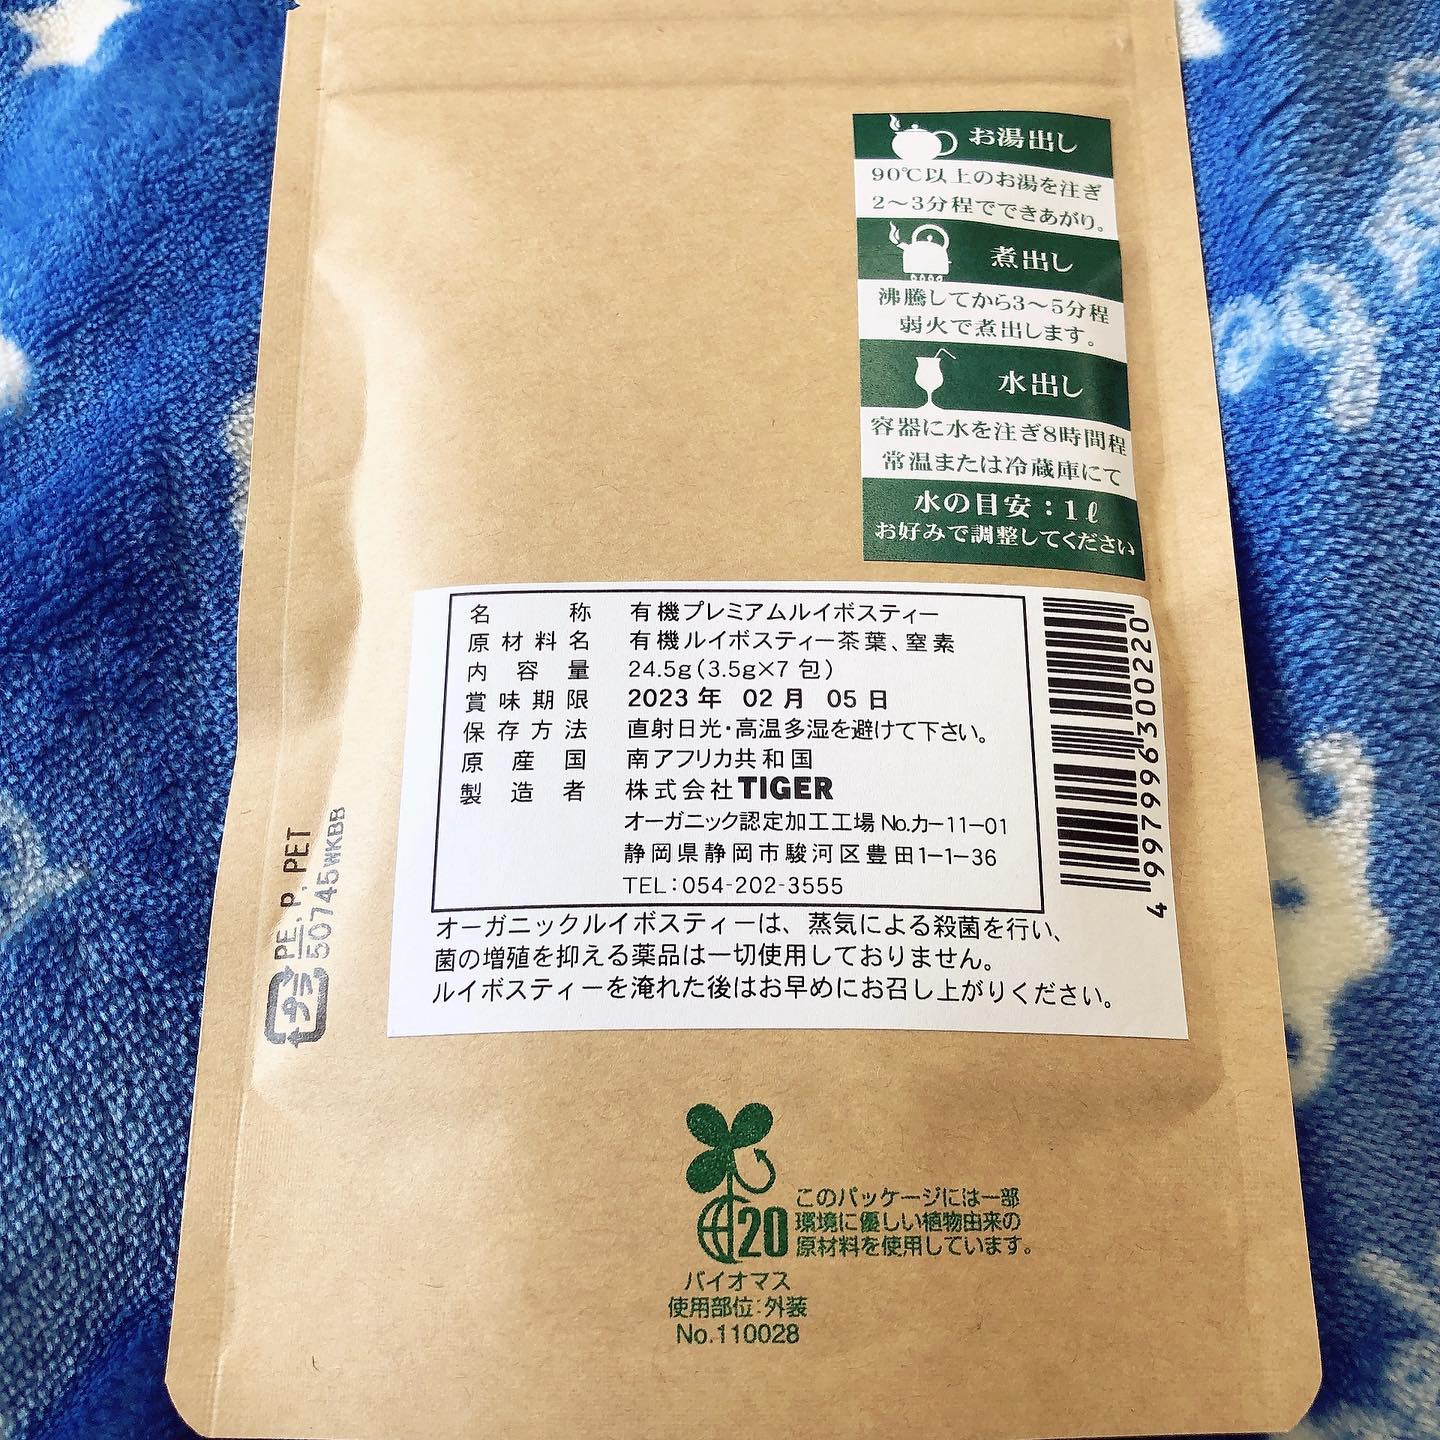 お湯出し
90℃以上のお湯を注ぎ
2〜3分程でできあがり。
煮出し
沸騰してから3〜5分程
弱火で煮出します。
水出し
容器に水を注ぎ8時間程
常温または冷蔵庫にて
水の目安：1ℓ
お好みで調整してください
名称 有機プレミアムルイボスティー
原材料名 有機ルイボスティー茶葉、窒素
内容量 24.5g(3.5g×7包)
賞味期限 2023年 02月 05日
保存方法 直射日光・高温多湿を避けて下さい。
原産国 南アフリカ共和国
製造者 株式会社TIGER
オーガニック認定加工工場No.カー11ー01
静岡県静岡市駿河区豊田1ー1ー36
TEL：054-202-3555
4997996300220
オーガニックルイボスティーは、蒸気による殺菌を行い、
菌の増殖を抑える薬品は一切使用しておりません。
ルイボスティーを淹れた後はお早めにお召し上がりください。
プラ PE, P, PET
50745WKBB
20
このパッケージには一部
環境に優しい植物由来の
原材料を使用しています。
バイオマス
使用部位：外装
No.110028